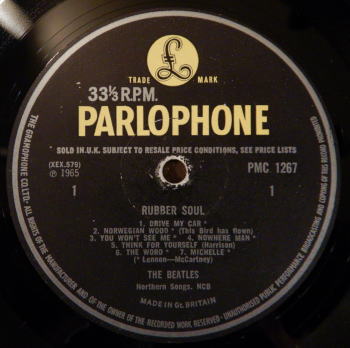 £
TRADE MARK
33⅓ R.P.M.
PARLOPHONE
SOLD IN U.K. SUBJECT TO RESALE PRICE CONDITIONS, SEE PRICE LISTS
(XEX.579)
℗ 1965
PMC 1267
1 1
RUBBER SOUL
1. DRIVE MY CAR *
2. NORWEGIAN WOOD * (This Bird has flown)
3. YOU WON'T SEE ME * 4. NOWHERE MAN *
5. THINK FOR YOURSELF (Harrison)
6. THE WORD * 7. MICHELLE *
(* Lennon—McCartney)
THE BEATLES
Northern Songs, NCB
MADE IN Gt. BRITAIN
THE GRAMOPHONE CO. LTD. ALL RIGHTS OF THE MANUFACTURER AND OF THE OWNER OF THE RECORDED WORK RESERVED UNAUTHORISED PUBLIC PERFORMANCE BROADCASTING AND COPYING OF THIS RECORD PROHIBITED